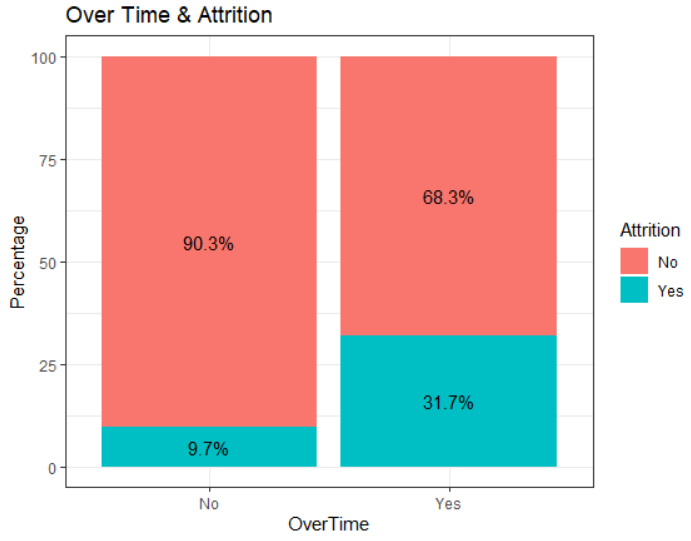 Over Time & Attrition
100
75
50
25
0
Percentage
90.3%
68.3%
9.7%
31.7%
No
Yes
OverTime
Attrition
No
Yes